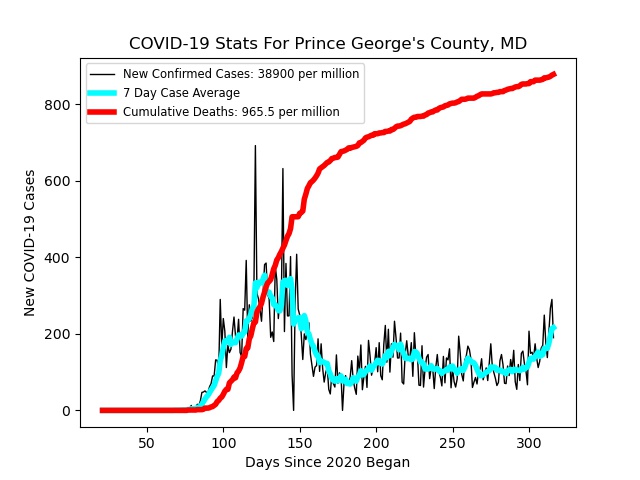 COVID-19 Stats For Prince George's County, MD
New Confirmed Cases: 38900 per million
7 Day Case Average
Cumulative Deaths: 965.5 per million
New COVID-19 Cases
800
600
400
200
0
50 100 150 200 250 300
Days Since 2020 Began